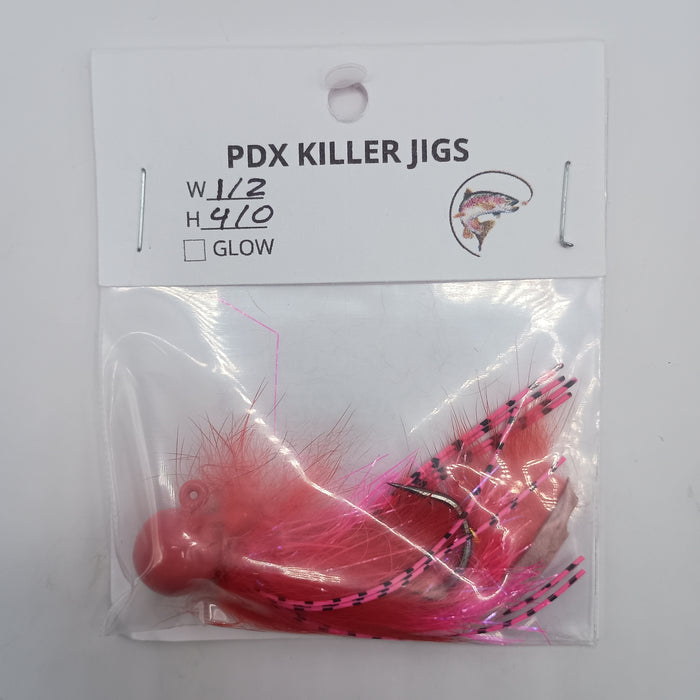 PDX KILLER JIGS
W 1/2
H 4/0
GLOW